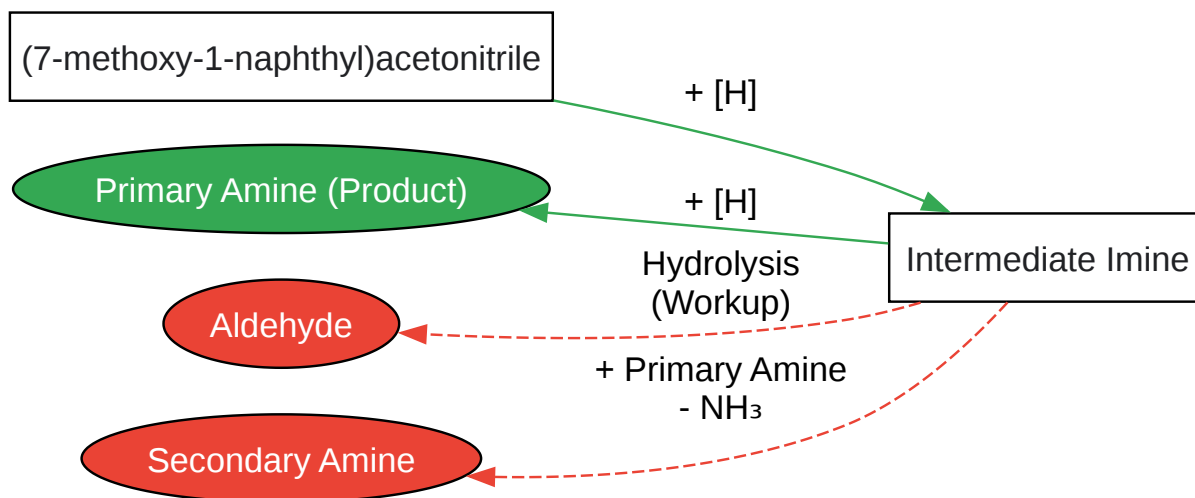 (7-methoxy-1-naphthyl)acetonitrile
+ [H]
Primary Amine (Product)
+ [H]
Intermediate Imine
Hydrolysis
(Workup)
Aldehyde
+ Primary Amine
- NH₃
Secondary Amine